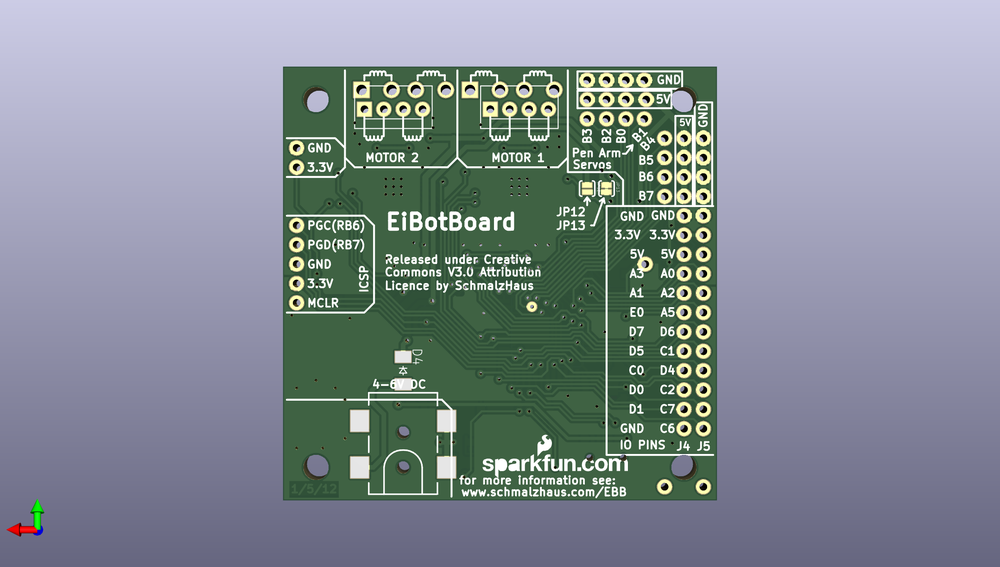 GND
5V
GND
5V
B3 B2 B0 B1
B4
B5
B6
B7
Pen Arm
Servos
MOTOR 2
MOTOR 1
GND
3.3V
JP12
JP13
EiBotBoard
PGC(RB6)
PGD(RB7)
GND
3.3V
MCLR
ICSP
Released under Creative
Commons V3.0 Attribution
Licence by SchmalzHaus
GND GND
3.3V 3.3V
5V 5V
A3 A0
A1 A2
E0 A5
D7 D6
D5 C1
C0 D4
D0 C2
D1 C7
GND C6
IO PINS J4 J5
D4
4-6V DC
sparkfun.com
for more information see:
www.schmalzhaus.com/EBB
1/5/12